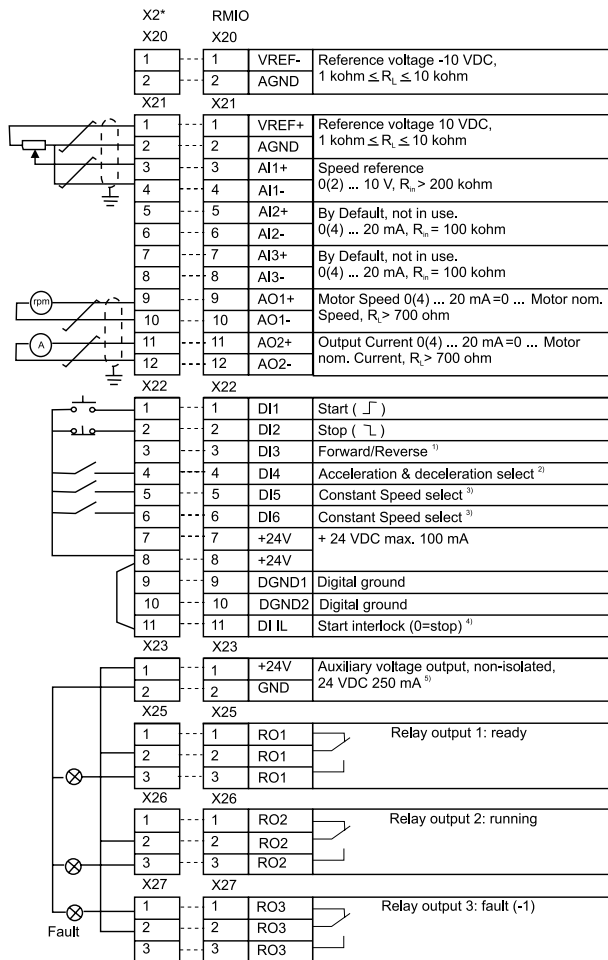 X2* RMIO
X20 X20
1 1 VREF- Reference voltage -10 VDC,
2 2 AGND 1 kohm ≤ R_L ≤ 10 kohm
X21 X21
1 1 VREF+ Reference voltage 10 VDC,
2 2 AGND 1 kohm ≤ R_L ≤ 10 kohm
3 3 AI1+ Speed reference
4 4 AI1- 0(2) ... 10 V, R_in > 200 kohm
5 5 AI2+ By Default, not in use.
6 6 AI2- 0(4) ... 20 mA, R_in = 100 kohm
7 7 AI3+ By Default, not in use.
8 8 AI3- 0(4) ... 20 mA, R_in = 100 kohm
rpm 9 9 AO1+ Motor Speed 0(4) ... 20 mA =0 ... Motor nom.
10 10 AO1- Speed, R_L > 700 ohm
A 11 11 AO2+ Output Current 0(4) ... 20 mA =0 ... Motor
12 12 AO2- nom. Current, R_L > 700 ohm
X22 X22
1 1 DI1 Start ( )
2 2 DI2 Stop ( )
3 3 DI3 Forward/Reverse 1)
4 4 DI4 Acceleration & deceleration select 2)
5 5 DI5 Constant Speed select 3)
6 6 DI6 Constant Speed select 3)
7 7 +24V + 24 VDC max. 100 mA
8 8 +24V
9 9 DGND1 Digital ground
10 10 DGND2 Digital ground
11 11 DI IL Start interlock (0=stop) 4)
X23 X23
1 1 +24V Auxiliary voltage output, non-isolated,
2 2 GND 24 VDC 250 mA 5)
X25 X25
1 1 RO1 Relay output 1: ready
2 2 RO1
3 3 RO1
X26 X26
1 1 RO2 Relay output 2: running
2 2 RO2
3 3 RO2
X27 X27
1 1 RO3 Relay output 3: fault (-1)
Fault 2 2 RO3
3 3 RO3